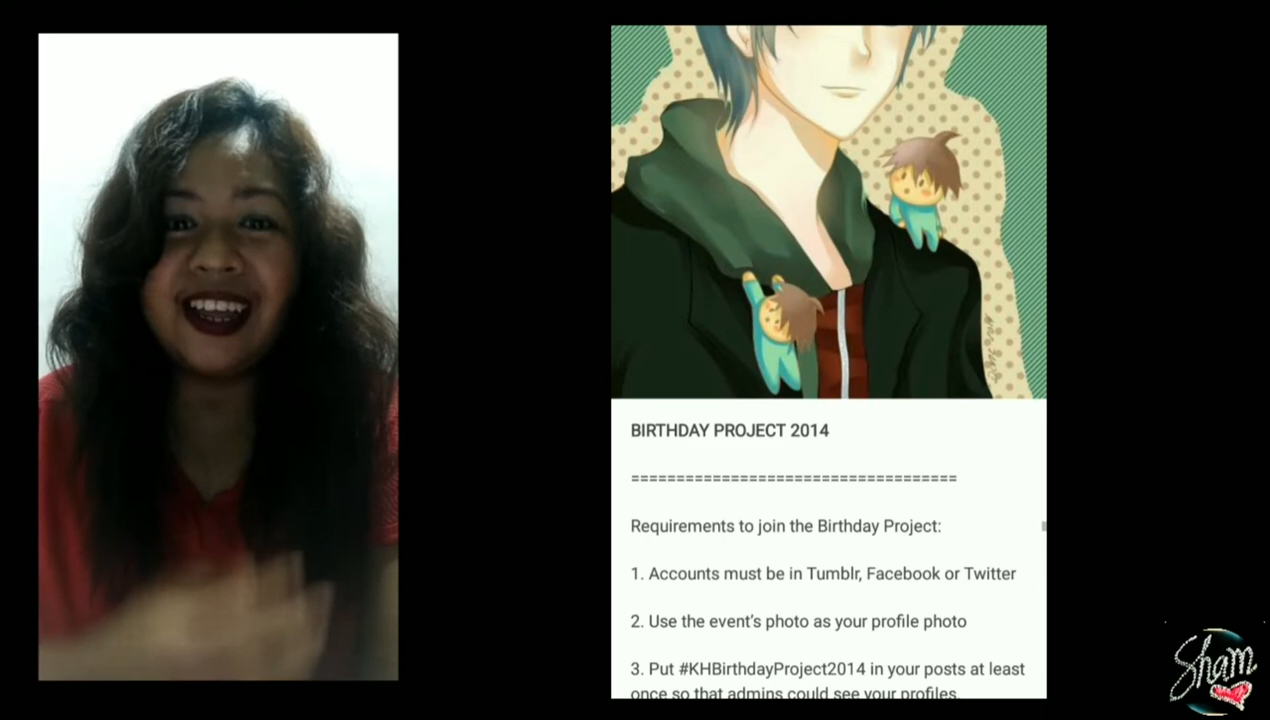 BIRTHDAY PROJECT 2014
===================================
Requirements to join the Birthday Project:
1. Accounts must be in Tumblr, Facebook or Twitter
2. Use the event's photo as your profile photo
3. Put #KHBirthdayProject2014 in your posts at least
once so that admins could see your profiles.
Sham